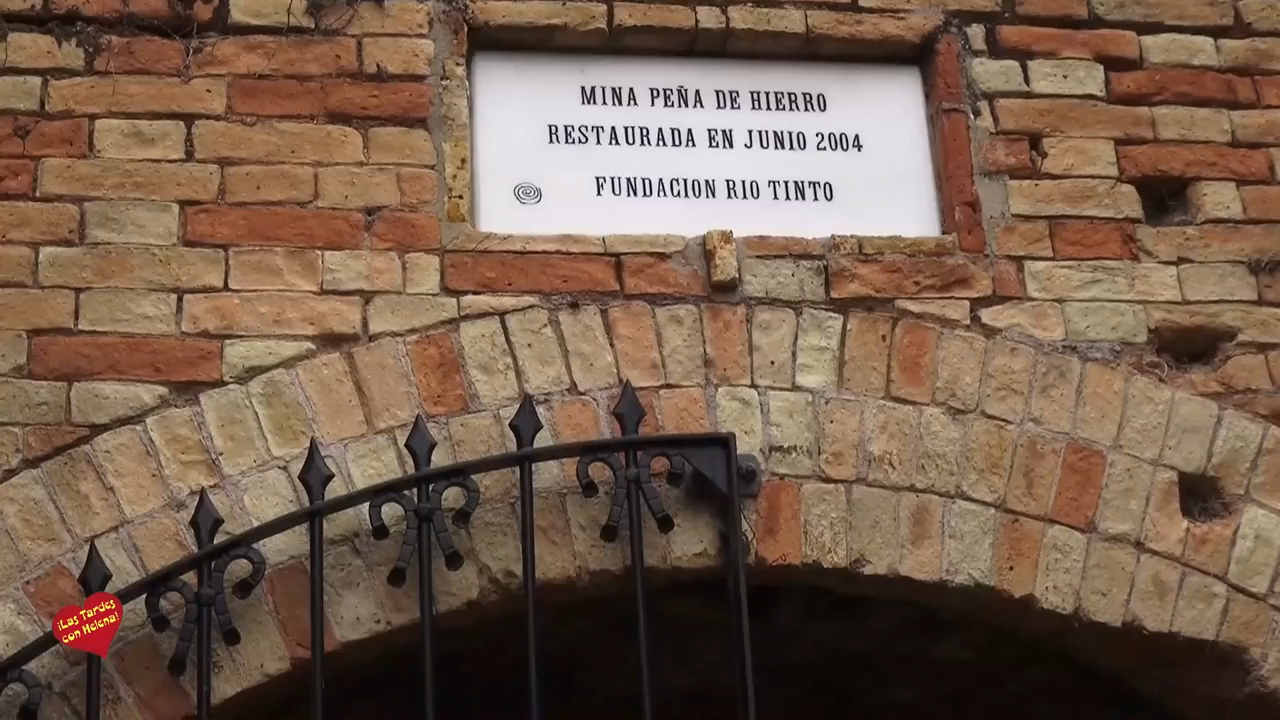 MINA PEÑA DE HIERRO
RESTAURADA EN JUNIO 2004
FUNDACION RIO TINTO
¡Las Tardes
con Helena!